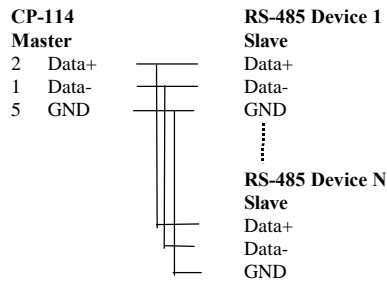 CP-114 RS-485 Device 1
Master Slave
2 Data+ Data+
1 Data- Data-
5 GND GND
RS-485 Device N
Slave
Data+
Data-
GND